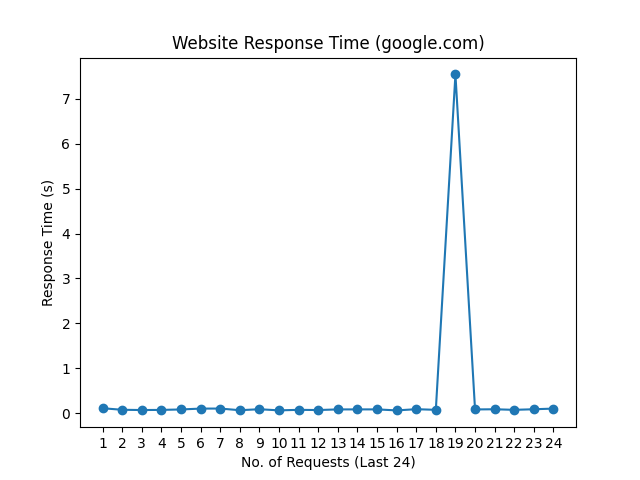 Website Response Time (google.com)
Response Time (s)
7
6
5
4
3
2
1
0
1 2 3 4 5 6 7 8 9 10 11 12 13 14 15 16 17 18 19 20 21 22 23 24
No. of Requests (Last 24)